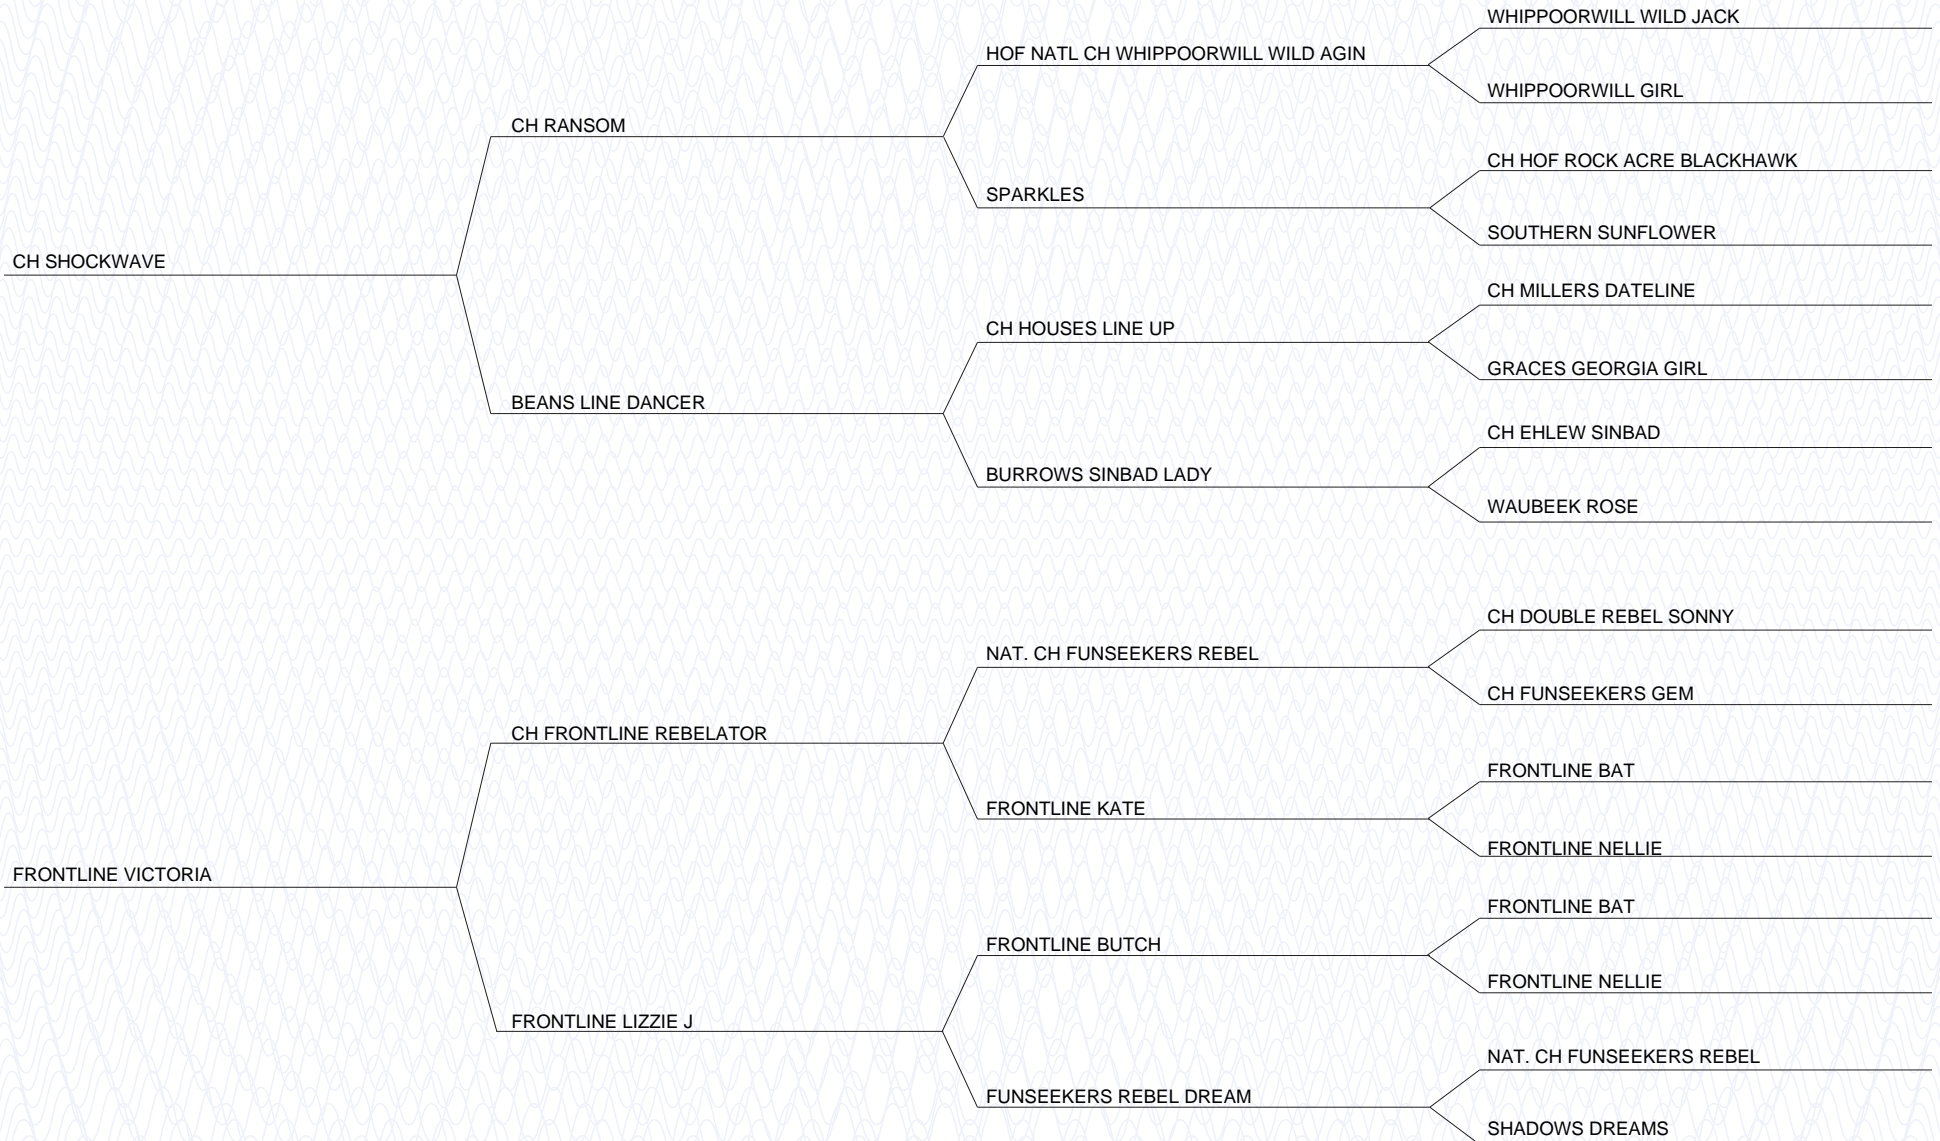 WHIPPOORWILL WILD JACK
HOF NATL CH WHIPPOORWILL WILD AGIN
WHIPPOORWILL GIRL
CH RANSOM
CH HOF ROCK ACRE BLACKHAWK
SPARKLES
SOUTHERN SUNFLOWER
CH SHOCKWAVE
CH MILLERS DATELINE
CH HOUSES LINE UP
GRACES GEORGIA GIRL
BEANS LINE DANCER
CH EHLEW SINBAD
BURROWS SINBAD LADY
WAUBEEK ROSE
CH DOUBLE REBEL SONNY
NAT. CH FUNSEEKERS REBEL
CH FUNSEEKERS GEM
CH FRONTLINE REBELATOR
FRONTLINE BAT
FRONTLINE KATE
FRONTLINE NELLIE
FRONTLINE VICTORIA
FRONTLINE BAT
FRONTLINE BUTCH
FRONTLINE NELLIE
FRONTLINE LIZZIE J
NAT. CH FUNSEEKERS REBEL
FUNSEEKERS REBEL DREAM
SHADOWS DREAMS